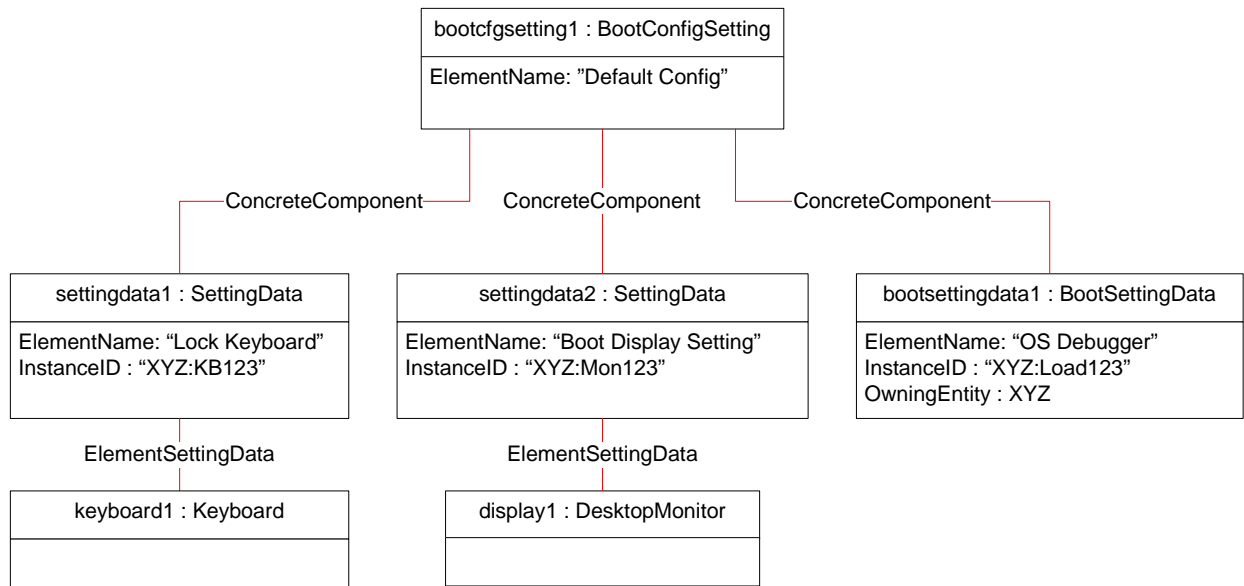 bootcfgsetting1 : BootConfigSetting
ElementName: ”Default Config”
ConcreteComponent
ConcreteComponent
ConcreteComponent
settingdata1 : SettingData
ElementName: “Lock Keyboard”
InstanceID : “XYZ:KB123”
settingdata2 : SettingData
ElementName: “Boot Display Setting”
InstanceID : “XYZ:Mon123”
bootsettingdata1 : BootSettingData
ElementName: “OS Debugger”
InstanceID : “XYZ:Load123”
OwningEntity : XYZ
ElementSettingData
ElementSettingData
keyboard1 : Keyboard
display1 : DesktopMonitor